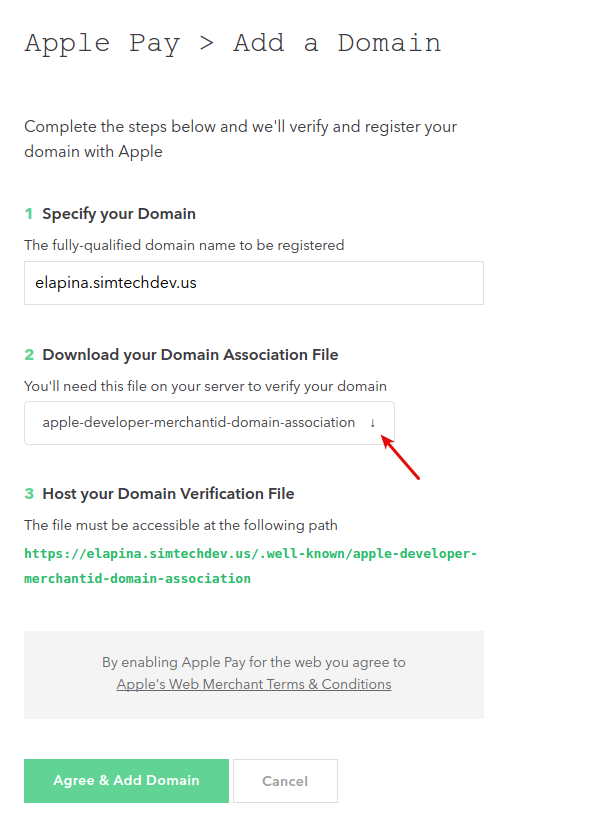 Apple Pay > Add a Domain
Complete the steps below and we'll verify and register your
domain with Apple
1 Specify your Domain
The fully-qualified domain name to be registered
elapina.simtechdev.us
2 Download your Domain Association File
You'll need this file on your server to verify your domain
apple-developer-merchantid-domain-association ↓
3 Host your Domain Verification File
The file must be accessible at the following path
https://elapina.simtechdev.us/.well-known/apple-developer-
merchantid-domain-association
By enabling Apple Pay for the web you agree to
Apple's Web Merchant Terms & Conditions
Agree & Add Domain Cancel